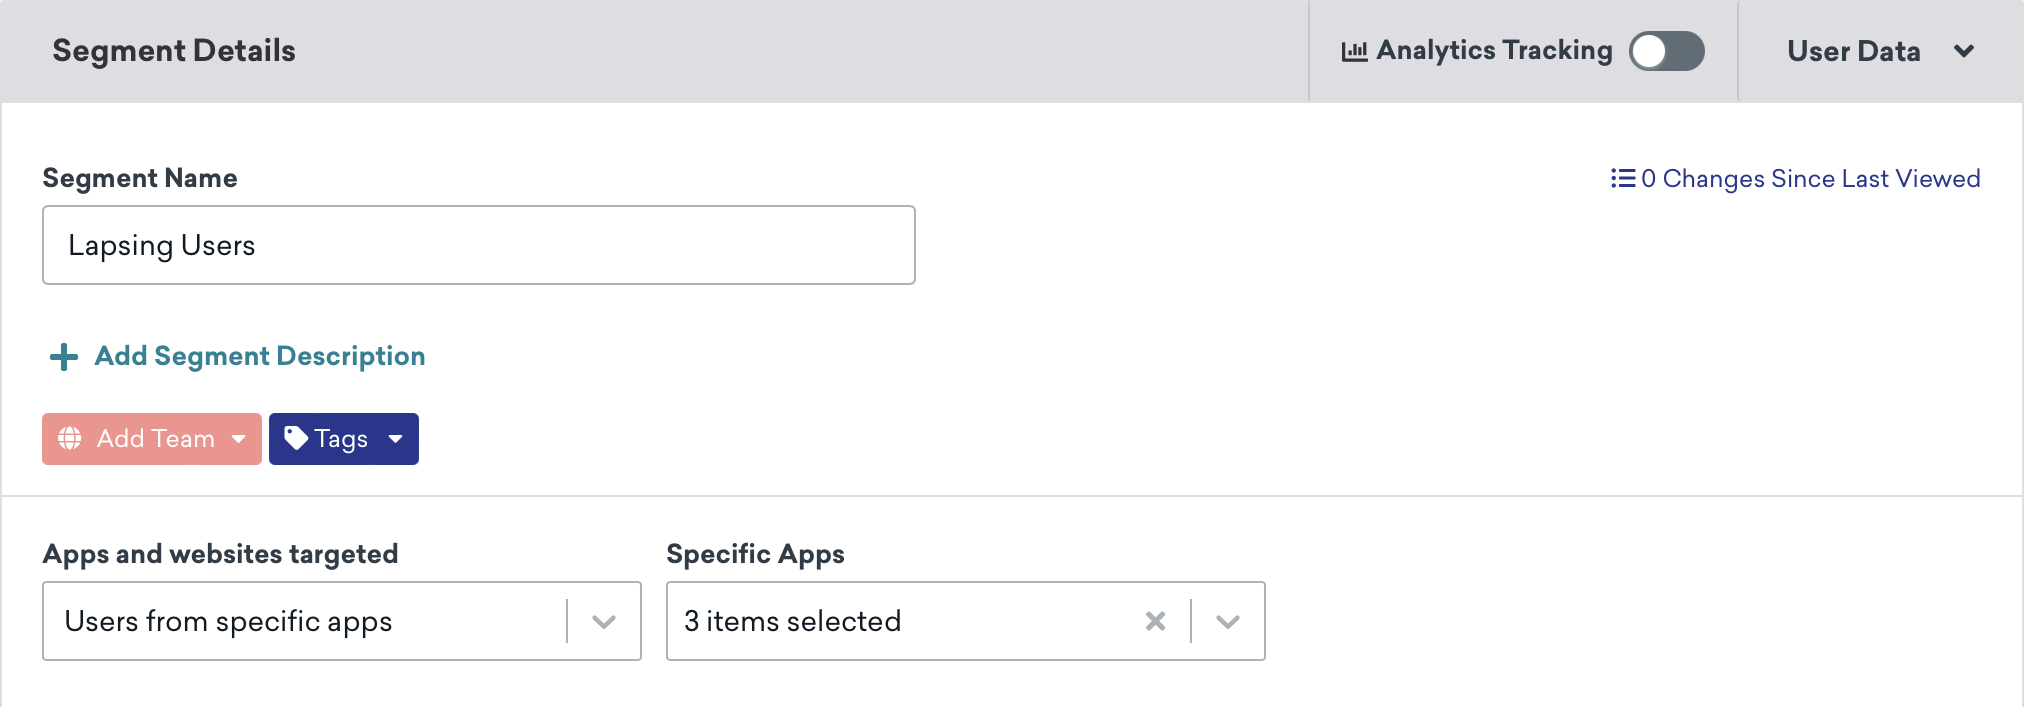 Segment Details
Analytics Tracking
User Data
Segment Name
0 Changes Since Last Viewed
Lapsing Users
Add Segment Description
Add Team
Tags
Apps and websites targeted
Specific Apps
Users from specific apps
3 items selected